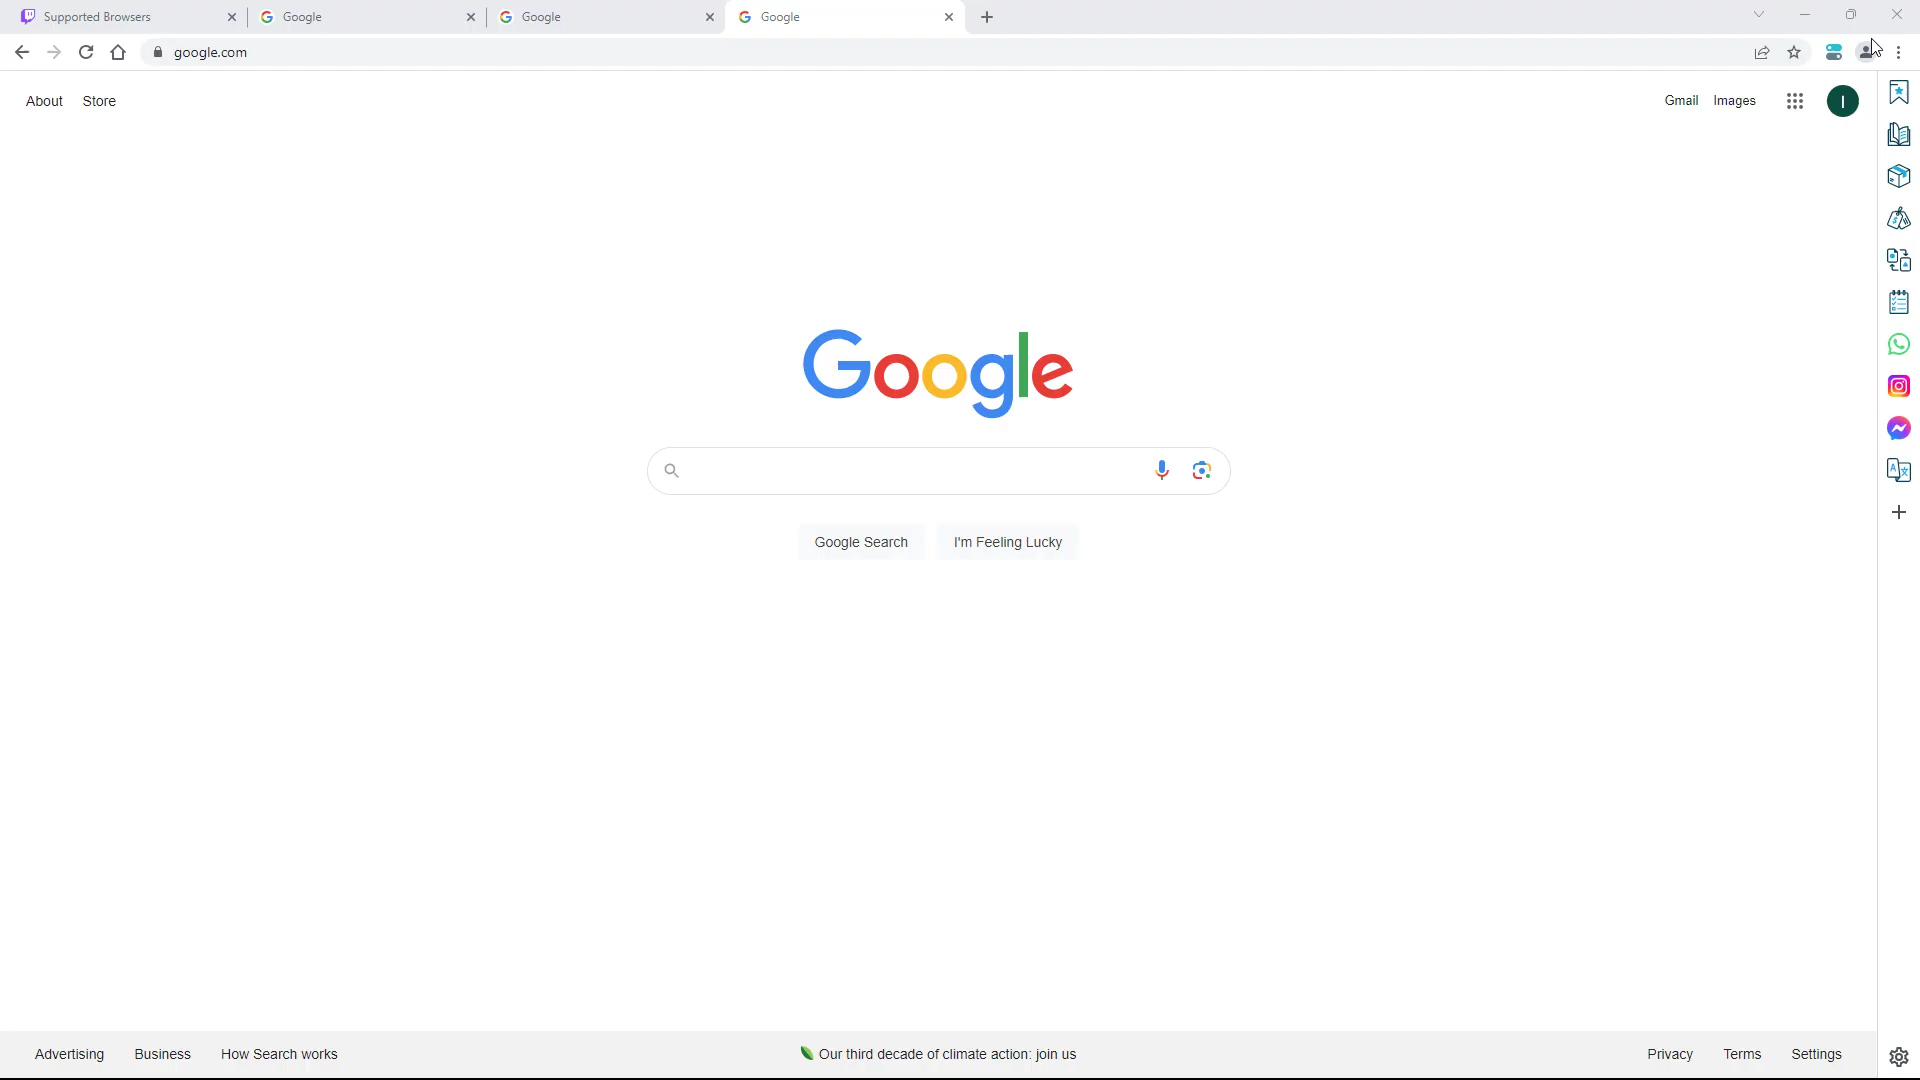 Supported Browsers
Google
Google
Google
google.com
About Store
Gmail Images
I
Google
Google Search
I'm Feeling Lucky
Advertising Business How Search works
Our third decade of climate action: join us
Privacy Terms Settings